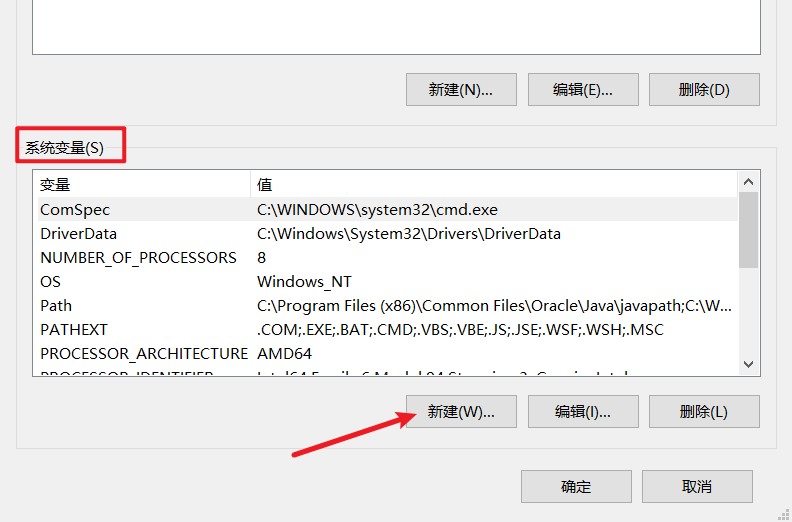 新建(N)...
编辑(E)...
删除(D)
系统变量(S)
变量 值
ComSpec C:\WINDOWS\system32\cmd.exe
DriverData C:\Windows\System32\Drivers\DriverData
NUMBER_OF_PROCESSORS 8
OS Windows_NT
Path C:\Program Files (x86)\Common Files\Oracle\Java\javapath;C:\W...
PATHEXT .COM;.EXE;.BAT;.CMD;.VBS;.VBE;.JS;.JSE;.WSF;.WSH;.MSC
PROCESSOR_ARCHITECTURE AMD64
新建(W)...
编辑(I)...
删除(L)
确定
取消